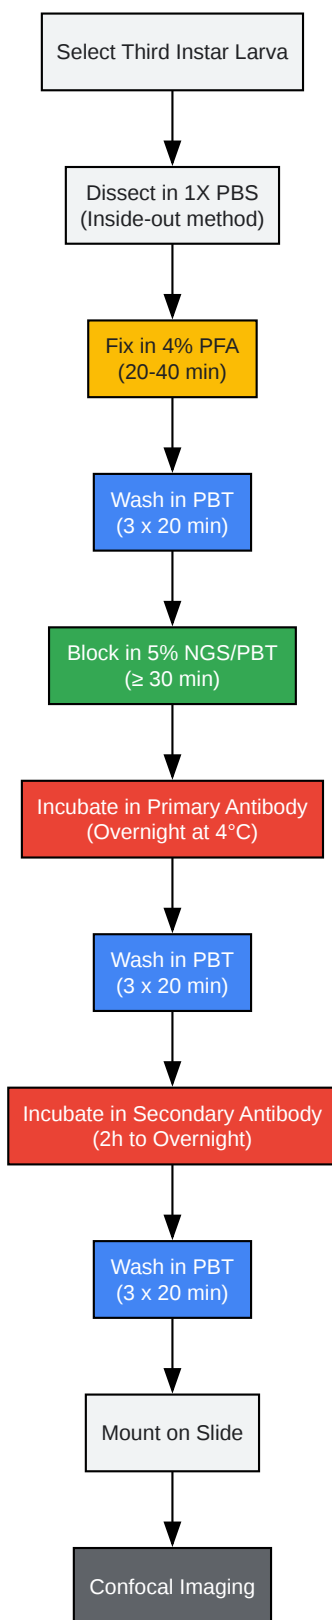 Select Third Instar Larva
Dissect in 1X PBS
(Inside-out method)
Fix in 4% PFA
(20-40 min)
Wash in PBT
(3 x 20 min)
Block in 5% NGS/PBT
(≥ 30 min)
Incubate in Primary Antibody
(Overnight at 4°C)
Wash in PBT
(3 x 20 min)
Incubate in Secondary Antibody
(2h to Overnight)
Wash in PBT
(3 x 20 min)
Mount on Slide
Confocal Imaging